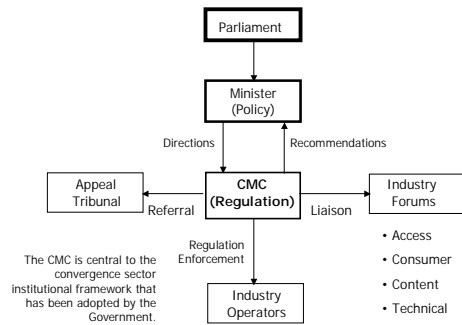 Parliament
Minister
(Policy)
Directions
Recommendations
Appeal
Tribunal
Referral
CMC
(Regulation)
Liaison
Industry
Forums
• Access
• Consumer
• Content
• Technical
Regulation
Enforcement
The CMC is central to the
convergence sector
institutional framework that
has been adopted by the
Government.
Industry
Operators